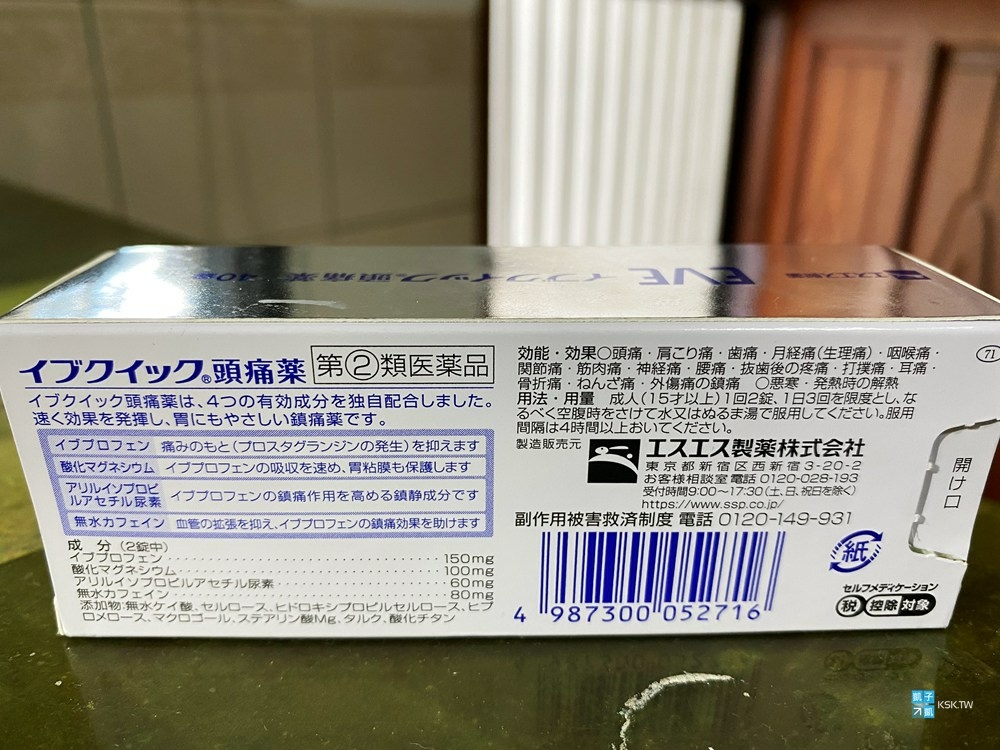 エスエス製薬
EVE イブクイック頭痛薬 40錠
イブクイック®頭痛薬 第②類医薬品
イブクイック頭痛薬は、4つの有効成分を独自配合しました。
速く効果を発揮し、胃にもやさしい鎮痛薬です。
イブプロフェン 痛みのもと(プロスタグランジンの発生)を抑えます
酸化マグネシウム イブプロフェンの吸収を速め、胃粘膜も保護します
アリルイソプロピルアセチル尿素 イブプロフェンの鎮痛作用を高める鎮静成分です
無水カフェイン 血管の拡張を抑え、イブプロフェンの鎮痛効果を助けます
成分(2錠中)
イブプロフェン 150mg
酸化マグネシウム 100mg
アリルイソプロピルアセチル尿素 60mg
無水カフェイン 80mg
添加物:無水ケイ酸、セルロース、ヒドロキシプロピルセルロース、ヒプ
ロメロース、マクロゴール、ステアリン酸Mg、タルク、酸化チタン
効能・効果○頭痛・肩こり痛・歯痛・月経痛(生理痛)・咽喉痛・
関節痛・筋肉痛・神経痛・腰痛・抜歯後の疼痛・打撲痛・耳痛・
骨折痛・ねんざ痛・外傷痛の鎮痛 ○悪寒・発熱時の解熱
用法・用量 成人(15才以上)1回2錠、1日3回を限度とし、な
るべく空腹時をさけて水又はぬるま湯で服用してください。服用
間隔は4時間以上おいてください。
製造販売元 エスエス製薬株式会社
東京都新宿区西新宿3-20-2
お客様相談室 電話 0120-028-193
受付時間9:00〜17:30(土、日、祝日を除く)
https://www.ssp.co.jp/
副作用被害救済制度 電話 0120-149-931
4 987300 052716
71
開け口
紙
セルフメディケーション
税 控除 対象
凱子凱
KSK.TW